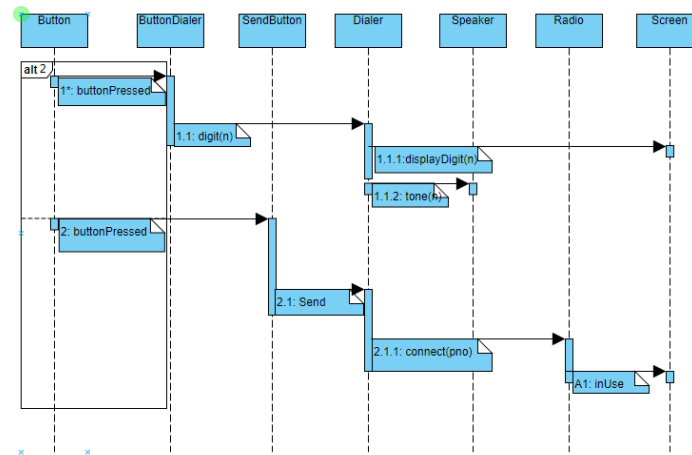 Button
ButtonDialer
SendButton
Dialer
Speaker
Radio
Screen
alt 2
1*: buttonPressed
1.1: digit(n)
1.1.1:displayDigit(n)
1.1.2: tone(n)
2: buttonPressed
2.1: Send
2.1.1: connect(pno)
A1: inUse